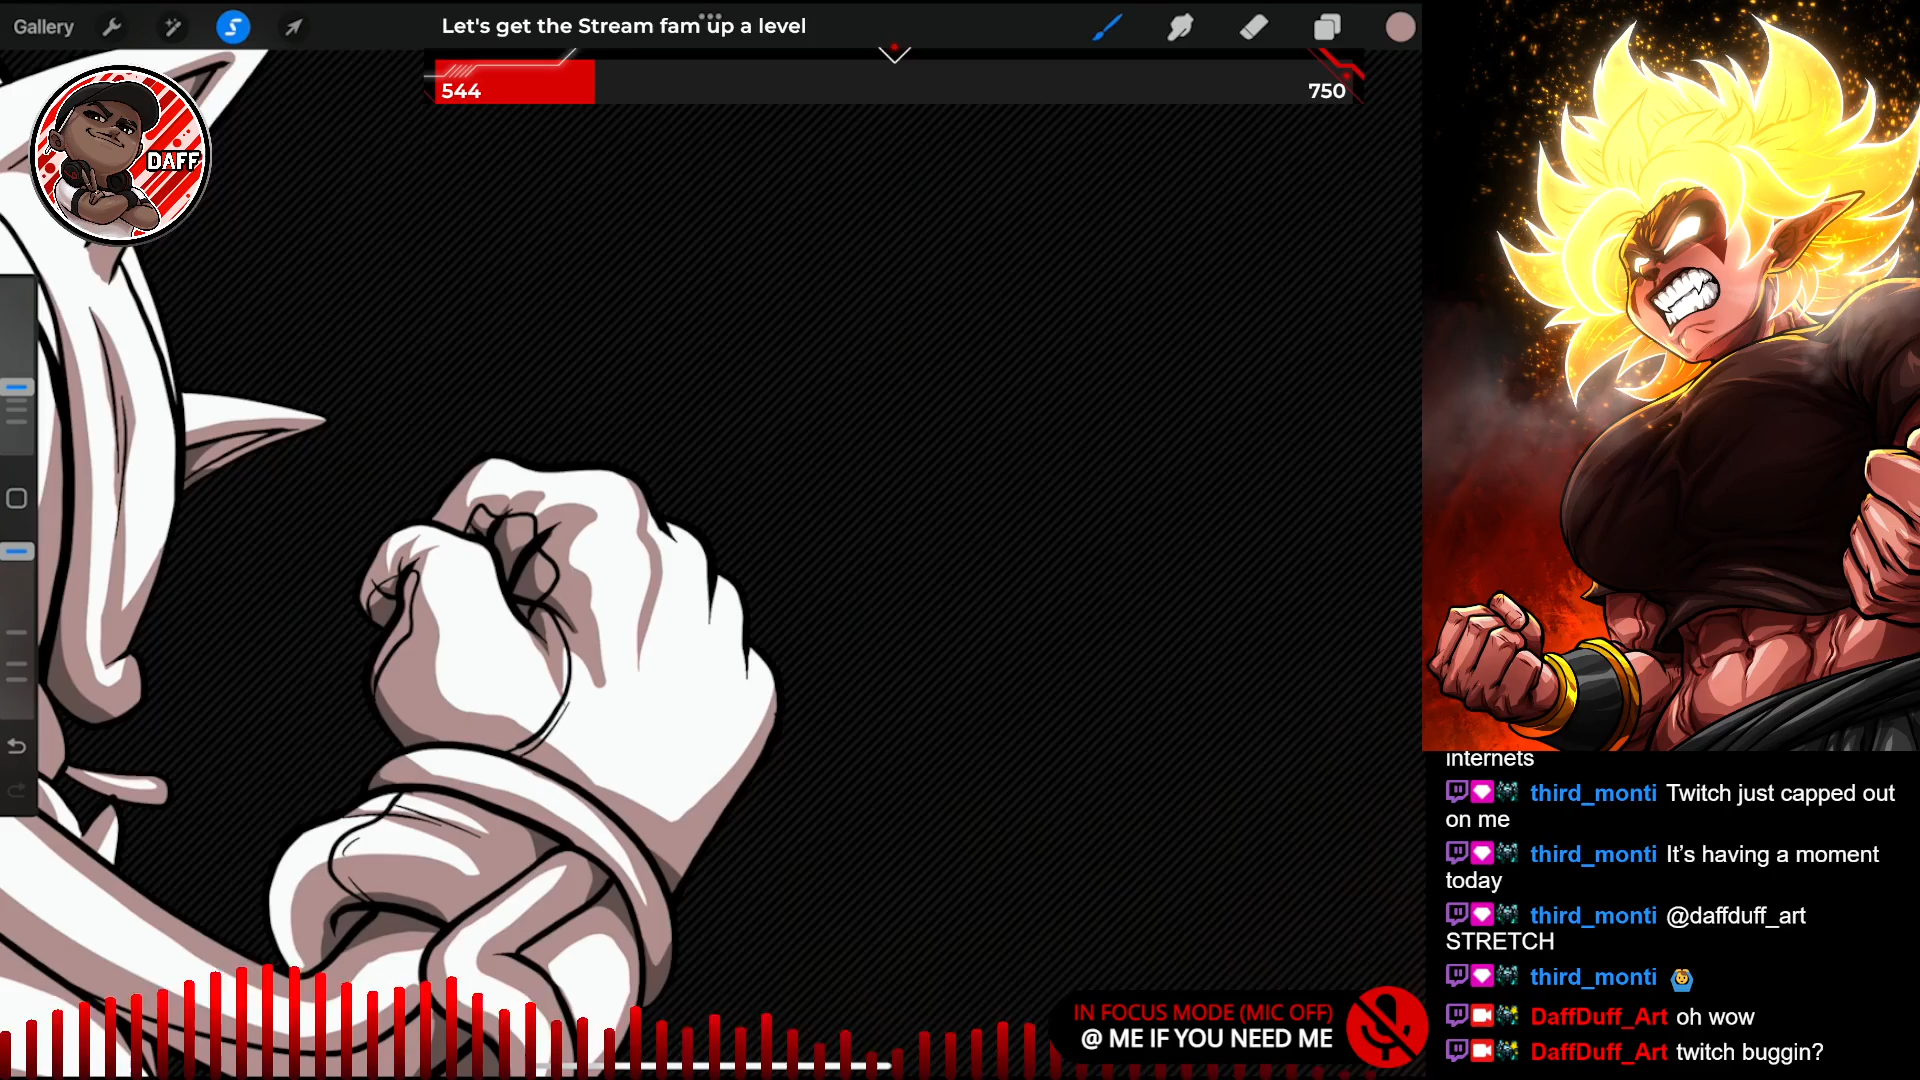 Gallery
Let's get the Stream fam up a level
544
750
DAFF
internets
third_monti Twitch just capped out
on me
third_monti It's having a moment
today
third_monti @daffduff_art
STRETCH
third_monti
DaffDuff_Art oh wow
DaffDuff_Art twitch buggin?
IN FOCUS MODE (MIC OFF)
@ ME IF YOU NEED ME